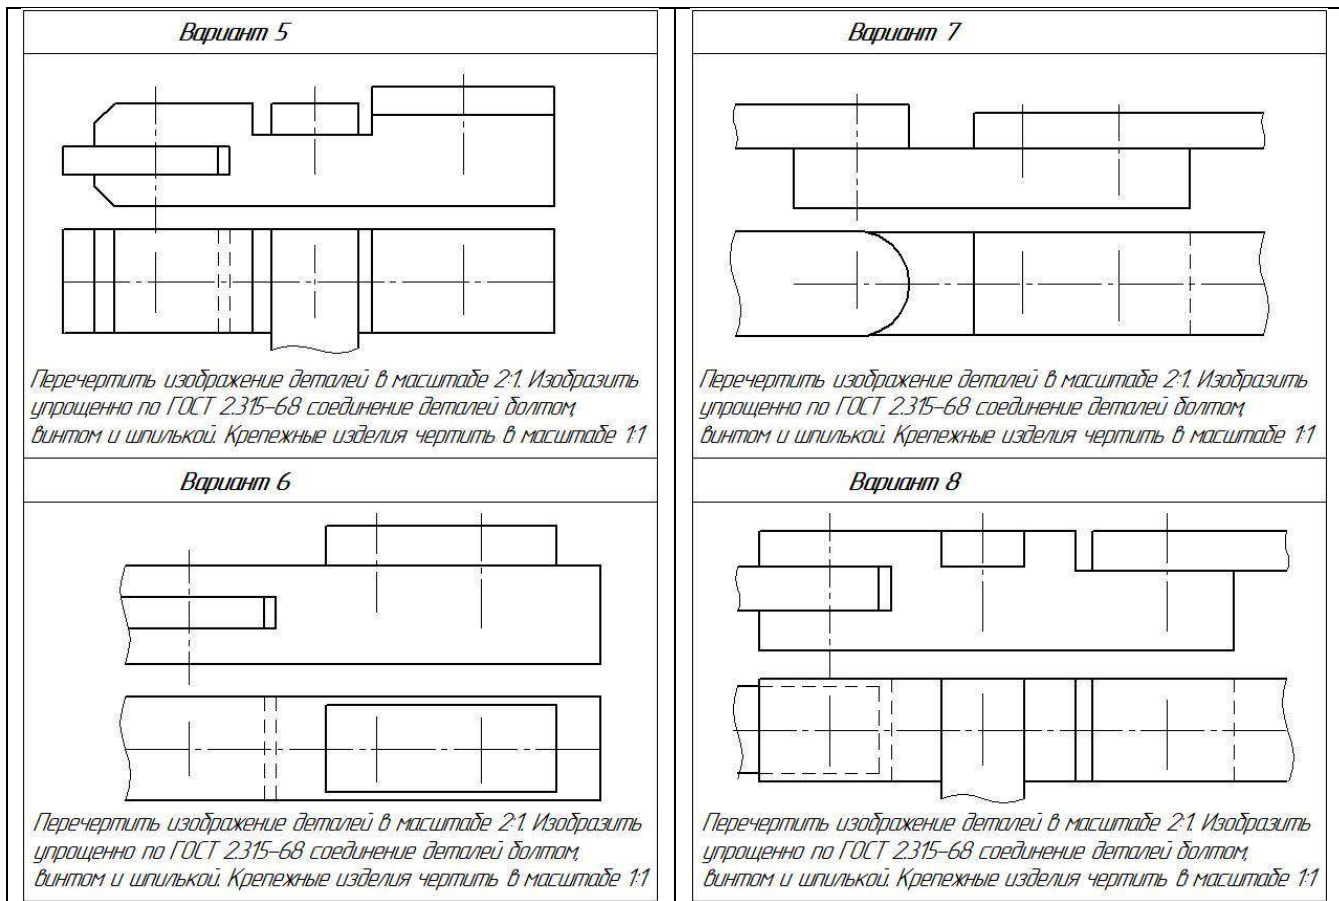 Вариант 5
Перечертить изображение деталей в масштабе 2:1. Изобразить
упрощенно по ГОСТ 2.315-68 соединение деталей болтом,
винтом и шпилькой. Крепежные изделия чертить в масштабе 1:1
Вариант 6
Перечертить изображение деталей в масштабе 2:1. Изобразить
упрощенно по ГОСТ 2.315-68 соединение деталей болтом,
винтом и шпилькой. Крепежные изделия чертить в масштабе 1:1
Вариант 7
Перечертить изображение деталей в масштабе 2:1. Изобразить
упрощенно по ГОСТ 2.315-68 соединение деталей болтом,
винтом и шпилькой. Крепежные изделия чертить в масштабе 1:1
Вариант 8
Перечертить изображение деталей в масштабе 2:1. Изобразить
упрощенно по ГОСТ 2.315-68 соединение деталей болтом,
винтом и шпилькой. Крепежные изделия чертить в масштабе 1:1